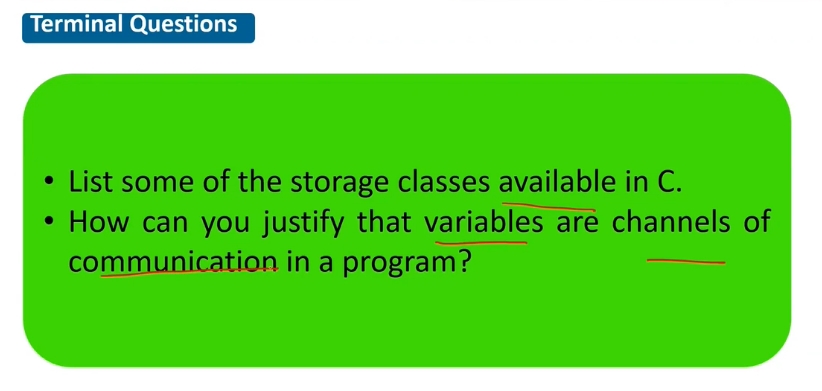 Terminal Questions
• List some of the storage classes available in C.
• How can you justify that variables are channels of
communication in a program?